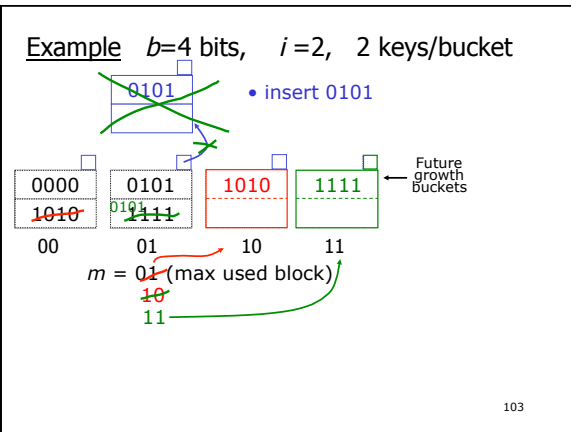 Example b=4 bits, i =2, 2 keys/bucket
0101
• insert 0101
Future
growth
buckets
0000 0101 1010 1111
1010 0101 1111
00 01 10 11
m = 01 (max used block)
10
11
103